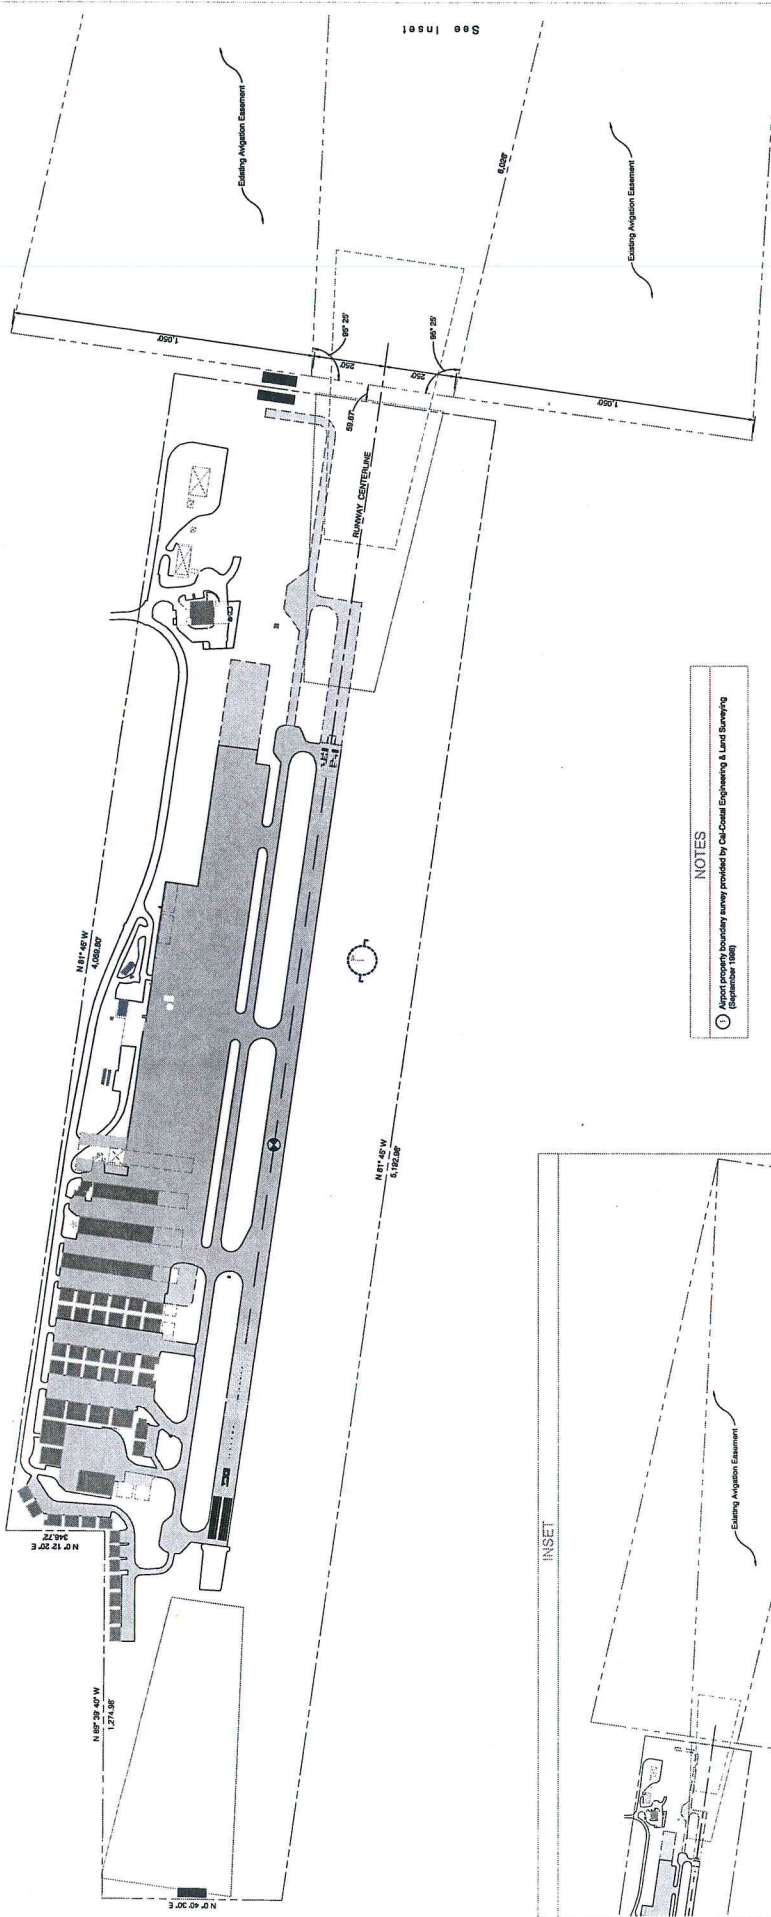 See Inset
Existing Avigation Easement
Existing Avigation Easement
6,026'
1,050'
95° 25'
250'
250'
95° 25'
1,050'
59.67'
RUNWAY CENTERLINE
N 81° 45' W
4,059.80'
N 81° 45' W
5,192.96'
N 0° 12' 20" E
346.72'
N 89° 39' 40" W
1,274.96'
N 0° 40' 30" E
NOTES
1 Airport property boundary survey provided by Cal-Costal Engineering & Land Surveying
(September 1998)
INSET
Existing Avigation Easement